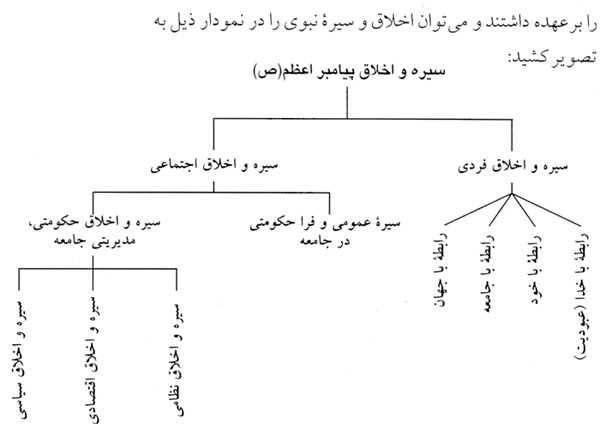 را برعهده داشتند و می‌توان اخلاق و سیرهٔ نبوی را در نمودار ذیل به
تصویر کشید:
سیره و اخلاق پیامبر اعظم(ص)
سیره و اخلاق فردی
سیره و اخلاق اجتماعی
رابطهٔ با خدا (عبودیت)
رابطهٔ با خود
رابطهٔ با جامعه
رابطهٔ با جهان
سیرهٔ عمومی و فرا حکومتی
در جامعه
سیره و اخلاق حکومتی،
مدیریتی جامعه
سیره و اخلاق نظامی
سیره و اخلاق اقتصادی
سیره و اخلاق سیاسی